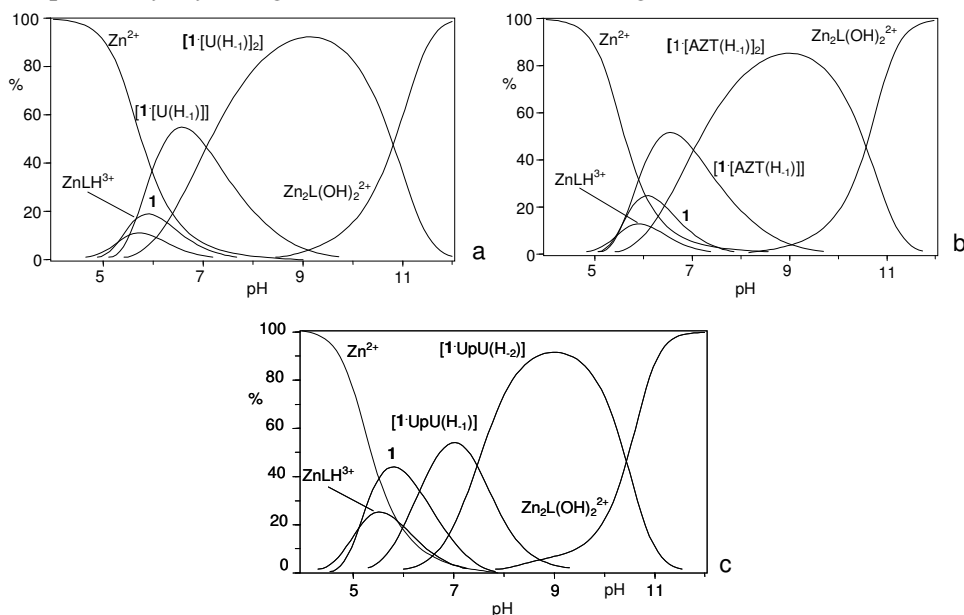 100
80
%
60
40
20
0
Zn²⁺
[1·[U(H₋₁)]₂]
[1·[U(H₋₁)]]
ZnLH³⁺
1
Zn₂L(OH)₂²⁺
5
7
9
11
pH
a
100
80
%
60
40
20
0
Zn²⁺
[1·[AZT(H₋₁)]₂]
Zn₂L(OH)₂²⁺
ZnLH³⁺
[1·[AZT(H₋₁)]]
1
5
7
9
11
pH
b
100
80
%
60
40
20
0
Zn²⁺
[1·UpU(H₋₂)]
[1·UpU(H₋₁)]
1
ZnLH³⁺
Zn₂L(OH)₂²⁺
5
7
9
pH
11
pH
c